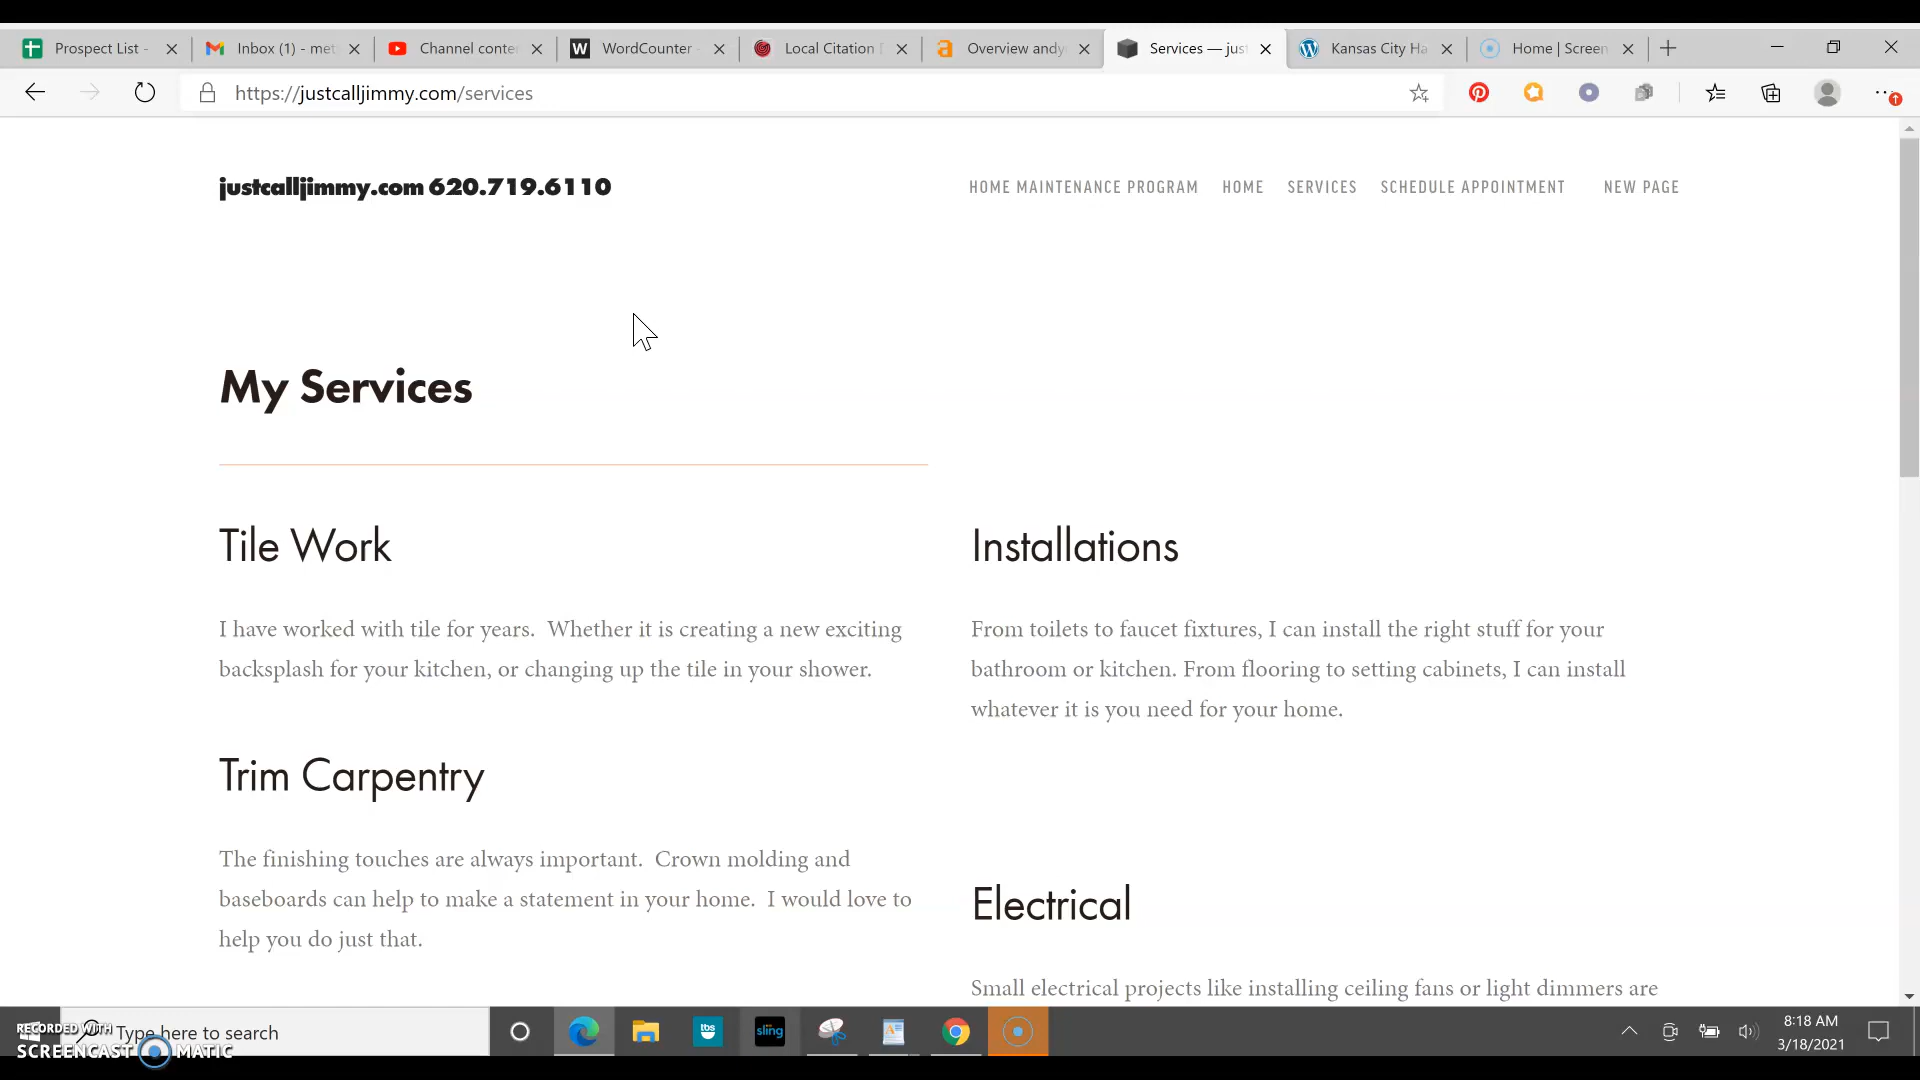 Prospect List -
Inbox (1) - met
Channel conte
WordCounter -
Local Citation
Overview andy
Services — jus
Kansas City Ha
Home | Screen
https://justcalljimmy.com/services
justcalljimmy.com 620.719.6110
HOME MAINTENANCE PROGRAM
HOME
SERVICES
SCHEDULE APPOINTMENT
NEW PAGE
My Services
Tile Work
I have worked with tile for years.  Whether it is creating a new exciting
backsplash for your kitchen, or changing up the tile in your shower.
Trim Carpentry
The finishing touches are always important.  Crown molding and
baseboards can help to make a statement in your home.  I would love to
help you do just that.
Installations
From toilets to faucet fixtures, I can install the right stuff for your
bathroom or kitchen. From flooring to setting cabinets, I can install
whatever it is you need for your home.
Electrical
Small electrical projects like installing ceiling fans or light dimmers are
Type here to search
RECORDED WITH
SCREENCAST MATIC
tbs
sling
8:18 AM
3/18/2021